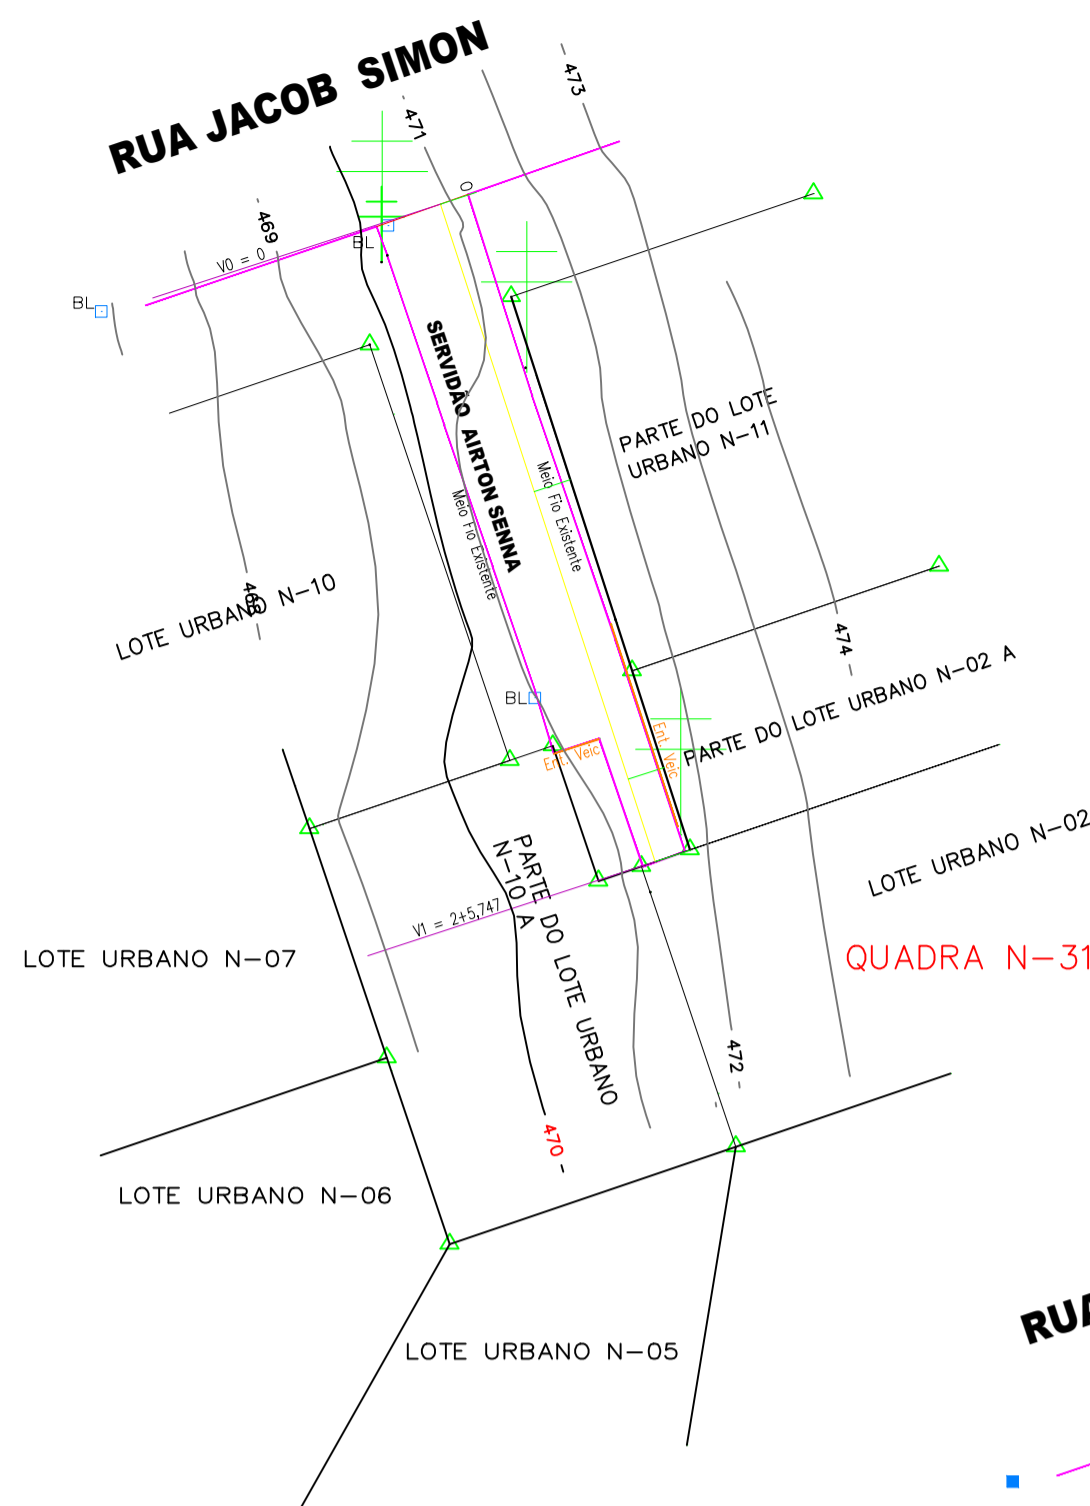 RUA JACOB SIMON
473
471
0
469
BL
V0 = 0
BL
SERVIDÃO AIRTON SENNA
PARTE DO LOTE
URBANO N-11
Meio Fio Existente
Meio Fio Existente
468
LOTE URBANO N-10
474
PARTE DO LOTE URBANO N-02 A
BL
Ent. Veic
Ent. Veic
LOTE URBANO N-02
PARTE DO LOTE URBANO
N-10 A
V1 = 2+5,747
LOTE URBANO N-07
QUADRA N-31
472
470
LOTE URBANO N-06
LOTE URBANO N-05
RUA